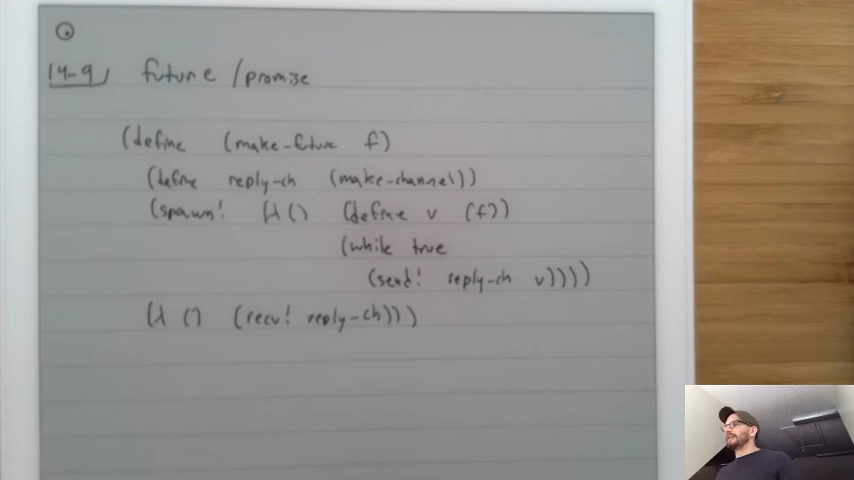 14-9/ future /promise
(define (make-future f)
(define reply-ch (make-channel))
(spawn! (λ () (define v (f))
(while true
(send! reply-ch v))))
(λ () (recv! reply-ch)))